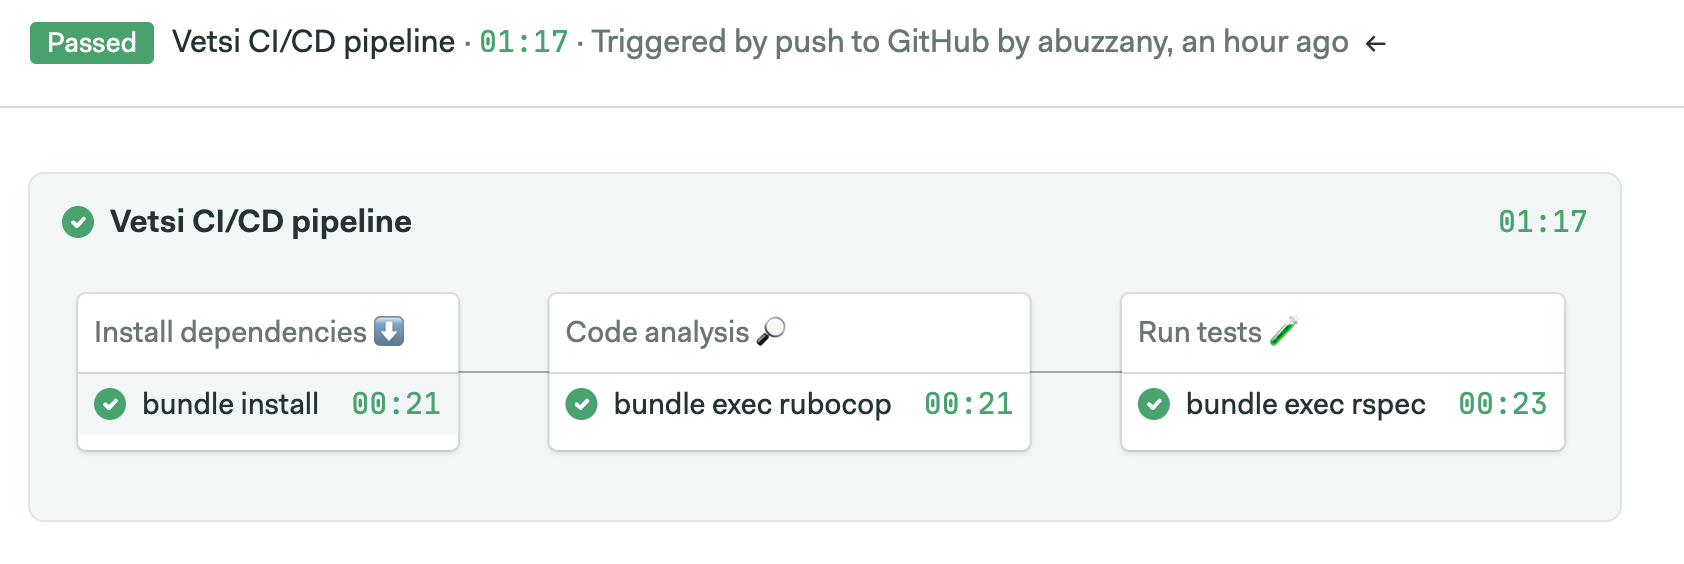 Passed Vetsi CI/CD pipeline · 01:17 · Triggered by push to GitHub by abuzzany, an hour ago ←
Vetsi CI/CD pipeline 01:17
Install dependencies ⬇️
bundle install 00:21
Code analysis 🔎
bundle exec rubocop 00:21
Run tests 🧪
bundle exec rspec 00:23